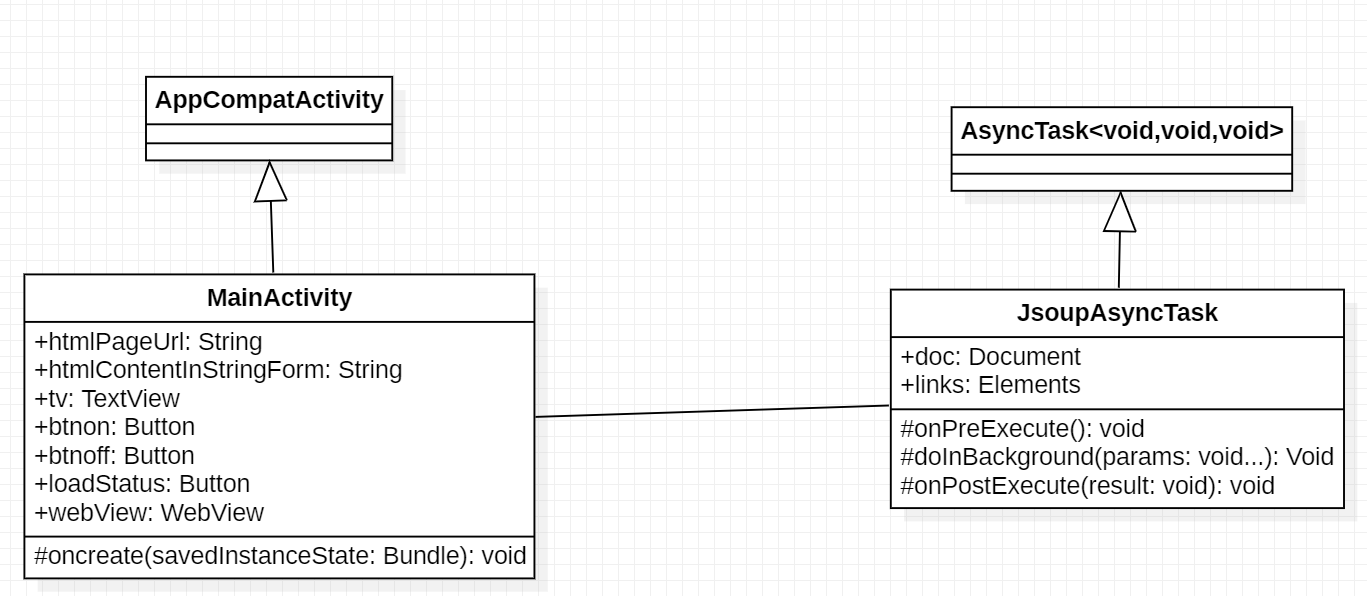 AppCompatActivity
MainActivity
+htmlPageUrl: String
+htmlContentInStringForm: String
+tv: TextView
+btnon: Button
+btnoff: Button
+loadStatus: Button
+webView: WebView
#oncreate(savedInstanceState: Bundle): void
AsyncTask<void,void,void>
JsoupAsyncTask
+doc: Document
+links: Elements
#onPreExecute(): void
#doInBackground(params: void...): Void
#onPostExecute(result: void): void